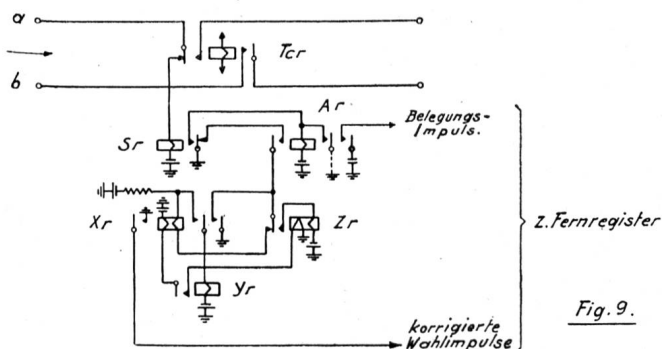 a
Tcr
b
Ar
Belegungs-
Impuls.
Sr
Xr
Zr
z. Fernregister
Yr
Fig. 9.
korrigierte
Wahlimpulse